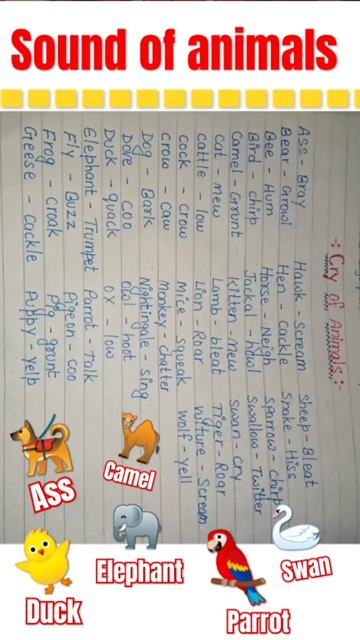 Sound of animals
÷ Cry of Animals :-
Ass - Bray Hawk - Scream Sheep - Bleat
Bear - Growl Hen - Cackle Snake - Hiss
Bee - Hum Horse - Neigh Sparrow - Chirp
Bird - chirp Jackal - howl Swallow - Twitter
Camel - Grunt Kitten - mew Swan - cry
cat - mew Lamb - bleat Tiger - Roar
cattle - low Lion - Roar Vulture - Scream
cock - crow Mice - squeak Wolf - yell
crow - caw Monkey - chatter
Dog - Bark Nightingale - sing
Dove - coo Owl - hoot
Duck - quack OX - low
Elephant - Trumpet Parrot - Talk
Fly - Buzz Pigeon - coo
Frog - croak Pig - grunt
Geese - cackle Puppy - yelp
Ass
Camel
Duck
Elephant
Parrot
Swan